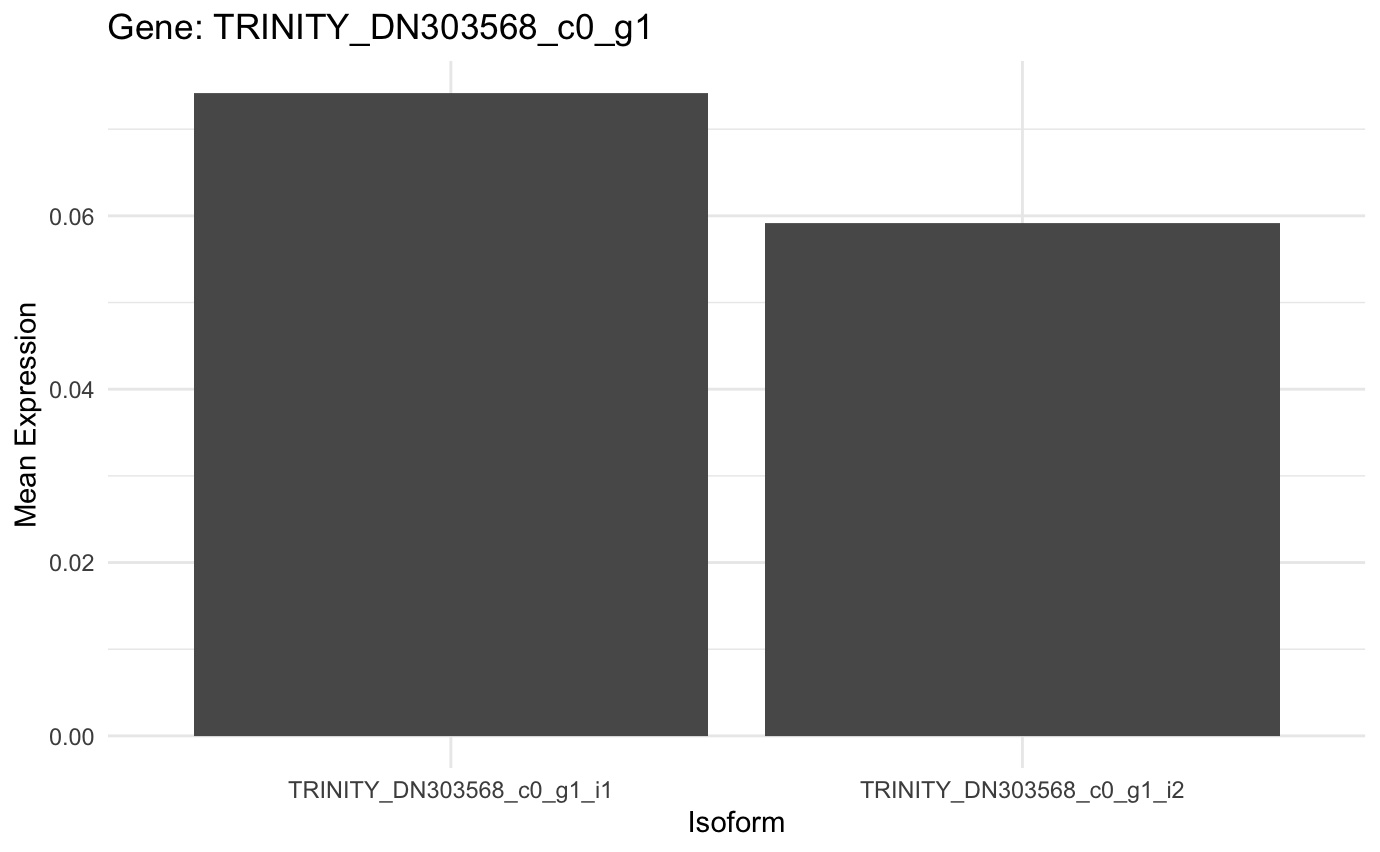 Gene: TRINITY_DN303568_c0_g1
Mean Expression
0.06
0.04
0.02
0.00
TRINITY_DN303568_c0_g1_i1
TRINITY_DN303568_c0_g1_i2
Isoform